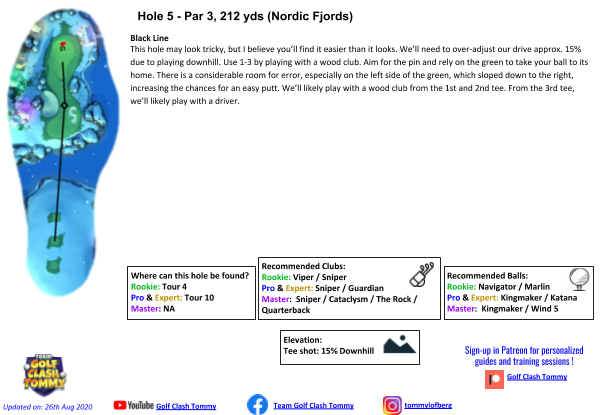 Hole 5 - Par 3, 212 yds (Nordic Fjords)
Black Line
This hole may look tricky, but I believe you'll find it easier than it looks. We'll need to over-adjust our drive approx. 15%
due to playing downhill. Use 1-3 by playing with a wood club. Aim for the pin and rely on the green to take your ball to its
home. There is a considerable room for error, especially on the left side of the green, which sloped down to the right,
increasing the chances for an easy putt. We'll likely play with a wood club from the 1st and 2nd tee. From the 3rd tee,
we'll likely play with a driver.
5
Where can this hole be found?
Rookie: Tour 4
Pro & Expert: Tour 10
Master: NA
Recommended Clubs:
Rookie: Viper / Sniper
Pro & Expert: Sniper / Guardian
Master: Sniper / Cataclysm / The Rock /
Quarterback
Recommended Balls:
Rookie: Navigator / Marlin
Pro & Expert: Kingmaker / Katana
Master: Kingmaker / Wind 5
Elevation:
Tee shot: 15% Downhill
Sign-up in Patreon for personalized
guides and training sessions !
Golf Clash Tommy
TEAM
GOLF
CLASH
TOMMY
Updated on: 26th Aug 2020
YouTube Golf Clash Tommy
Team Golf Clash Tommy
tommylofberg